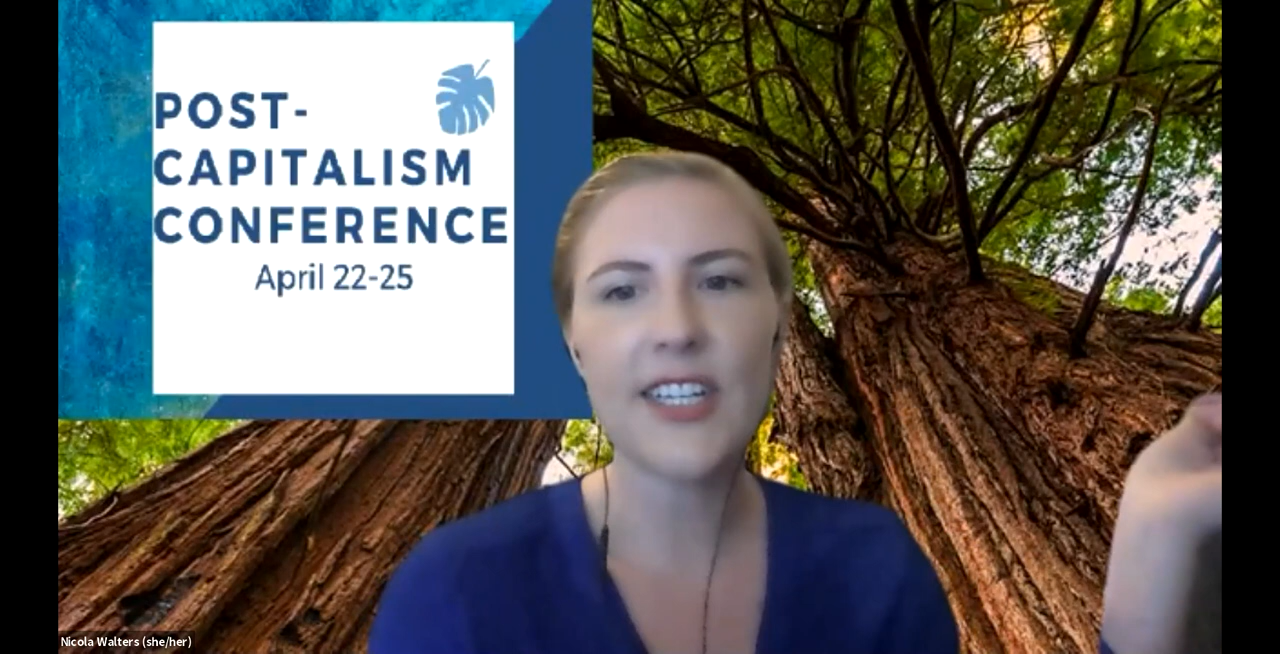 POST-
CAPITALISM
CONFERENCE
April 22-25
Nicola Walters (she/her)